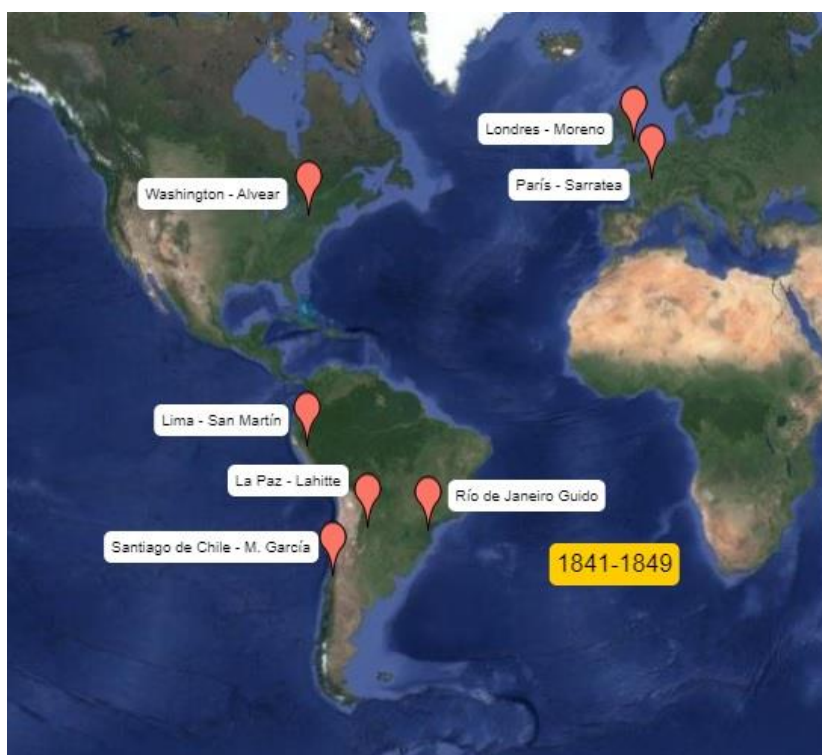 Londres - Moreno
París - Sarratea
Washington - Alvear
Lima - San Martín
La Paz - Lahitte
Río de Janeiro Guido
Santiago de Chile - M. García
1841-1849